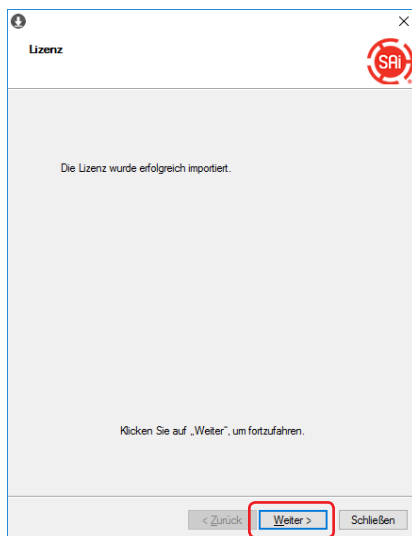 Lizenz
SAi
Die Lizenz wurde erfolgreich importiert.
Klicken Sie auf „Weiter“, um fortzufahren.
< Zurück
Weiter >
Schließen